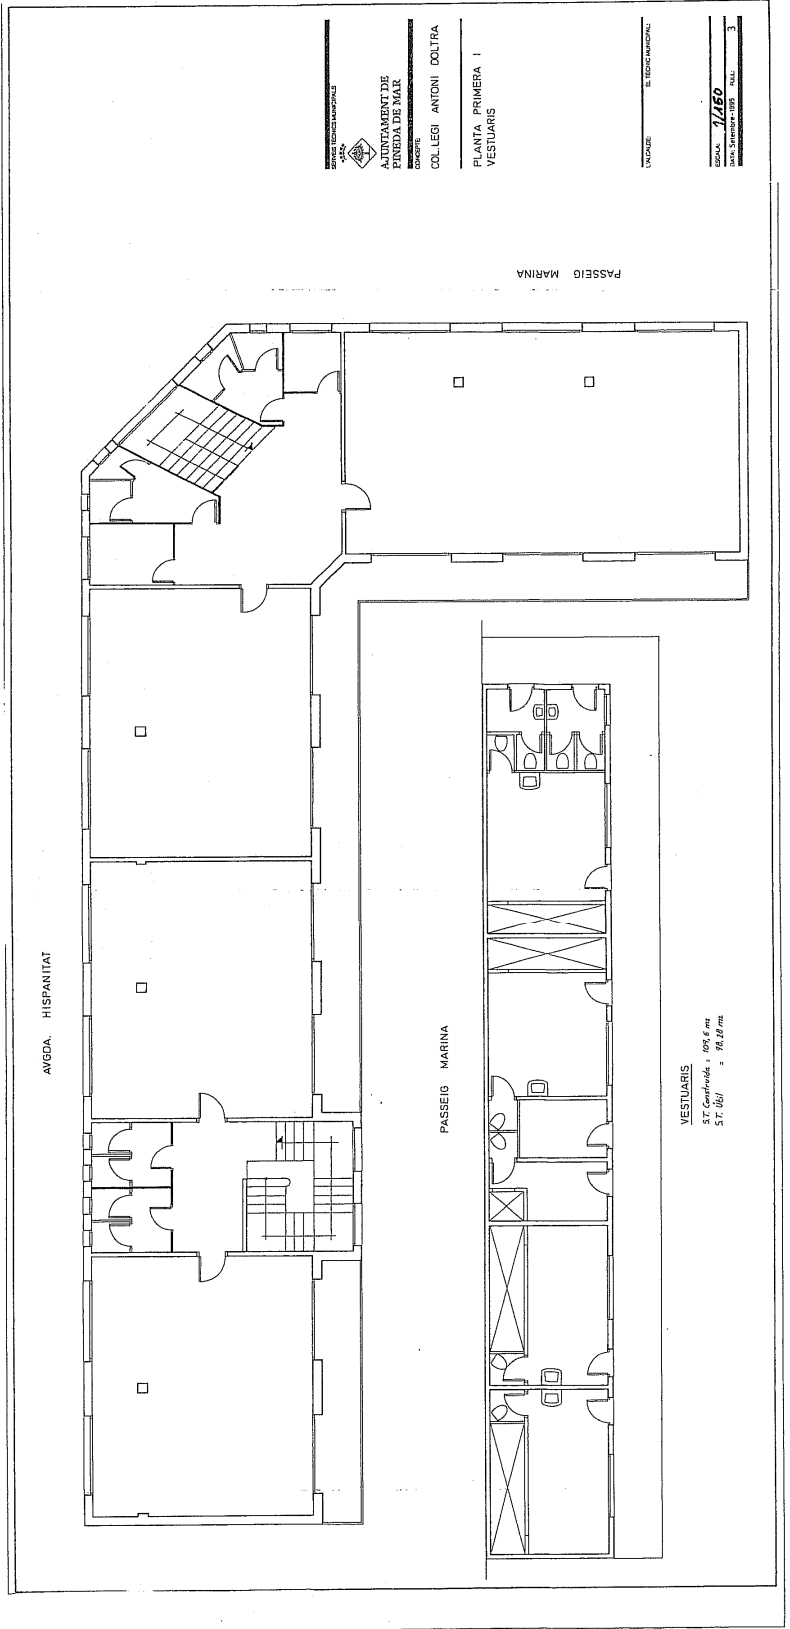 SERVEIS TÈCNICS MUNICIPALS
AJUNTAMENT DE
PINEDA DE MAR
CONCEPTE:
COL.LEGI ANTONI DOLTRA
PLANTA PRIMERA I
VESTUARIS
L'ALCALDE:
EL TÈCNIC MUNICIPAL:
ESCALA: 1/150
DATA: Setembre-1995 FULL: 3
PASSEIG MARINA
AVGDA. HISPANITAT
PASSEIG MARINA
VESTUARIS
S.T. Construida : 109,6 m2
S.T. Útil : 98,28 m2